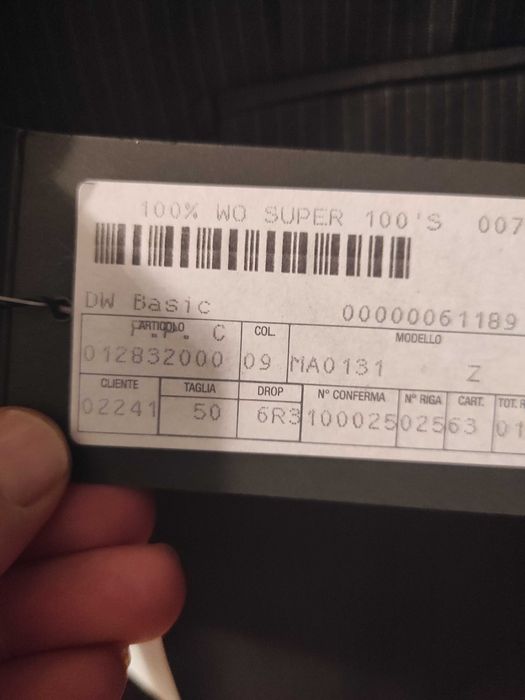 100% WO SUPER 100'S 007
DW Basic 00000061189
ARTICOLO COL. MODELLO
C
012832000 09 MA0131 Z
CLIENTE TAGLIA DROP N° CONFERMA N° RIGA CART. TOT. R
02241 50 6R3 100025 025 63 01